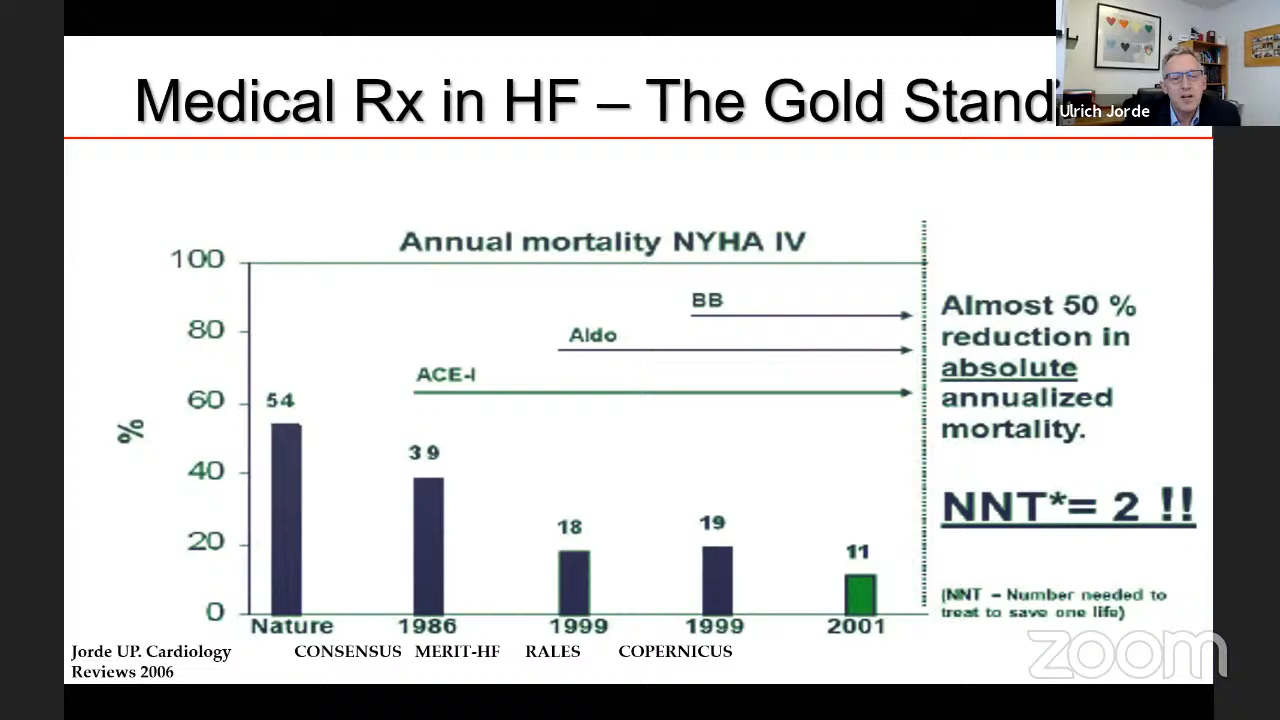 Medical Rx in HF – The Gold Stand
Ulrich Jorde
Annual mortality NYHA IV
100
80
60
40
20
0
%
BB
Aldo
ACE-I
54
39
18
19
11
Nature
1986
1999
1999
2001
Almost 50 %
reduction in
absolute
annualized
mortality.
NNT*= 2 !!
(NNT – Number needed to
treat to save one life)
Jorde UP. Cardiology
Reviews 2006
CONSENSUS MERIT-HF RALES COPERNICUS
zoom